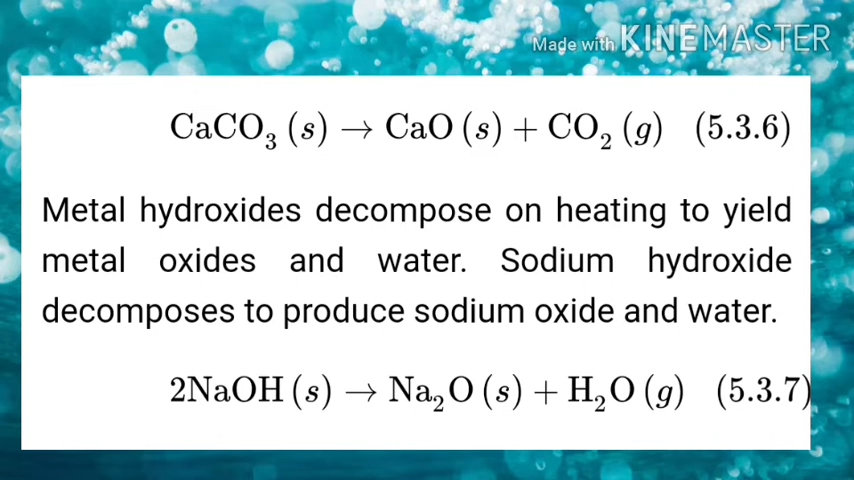 Made with KINEMASTER
CaCO₃ (s) → CaO (s) + CO₂ (g) (5.3.6)
Metal hydroxides decompose on heating to yield
metal oxides and water. Sodium hydroxide
decomposes to produce sodium oxide and water.
2NaOH (s) → Na₂O (s) + H₂O (g) (5.3.7)